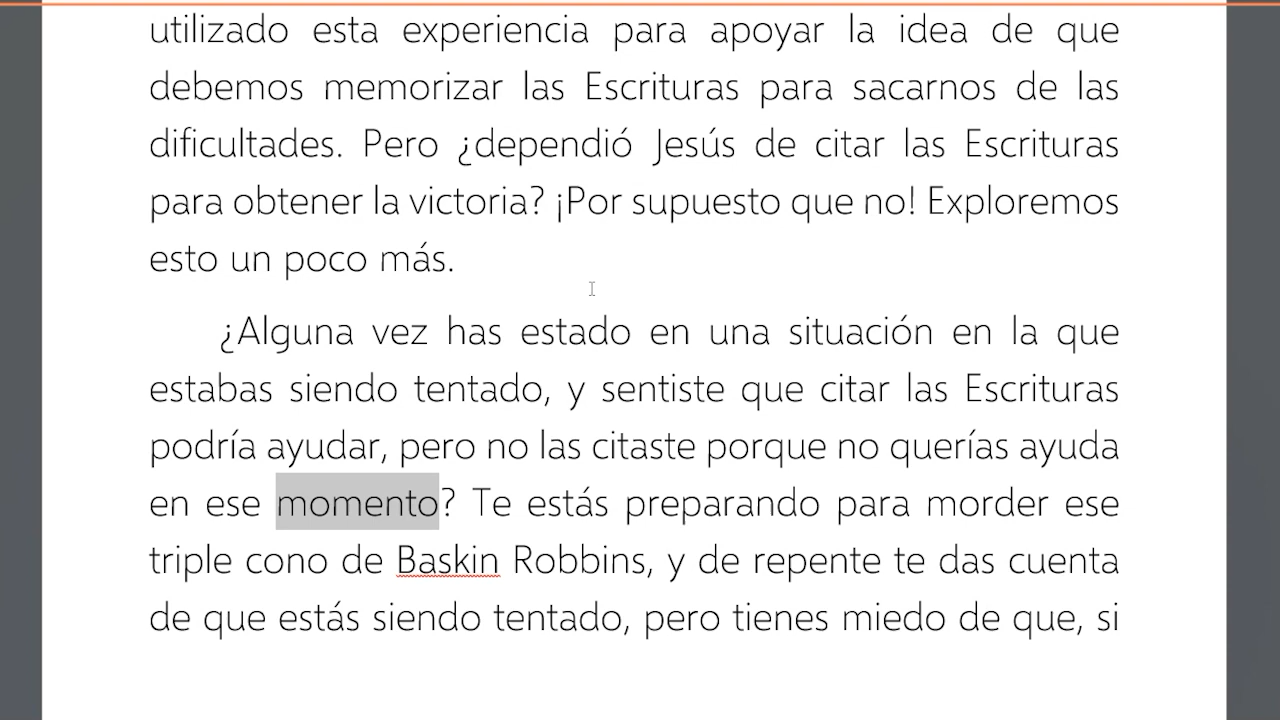 utilizado esta experiencia para apoyar la idea de que
debemos memorizar las Escrituras para sacarnos de las
dificultades. Pero ¿dependió Jesús de citar las Escrituras
para obtener la victoria? ¡Por supuesto que no! Exploremos
esto un poco más.
¿Alguna vez has estado en una situación en la que
estabas siendo tentado, y sentiste que citar las Escrituras
podría ayudar, pero no las citaste porque no querías ayuda
en ese momento? Te estás preparando para morder ese
triple cono de Baskin Robbins, y de repente te das cuenta
de que estás siendo tentado, pero tienes miedo de que, si